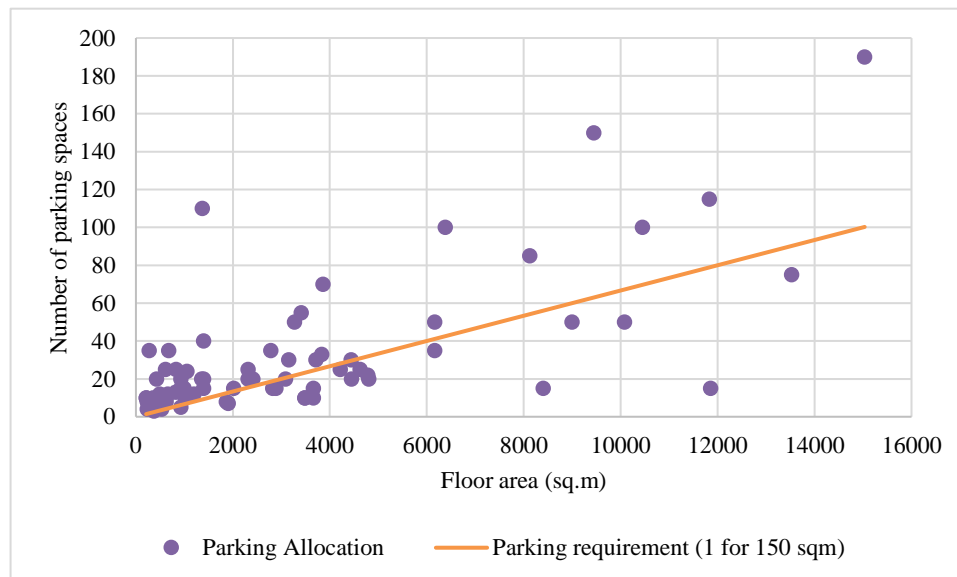 200
180
160
140
120
100
80
60
40
20
0
Number of parking spaces
0 2000 4000 6000 8000 10000 12000 14000 16000
Floor area (sq.m)
Parking Allocation Parking requirement (1 for 150 sqm)